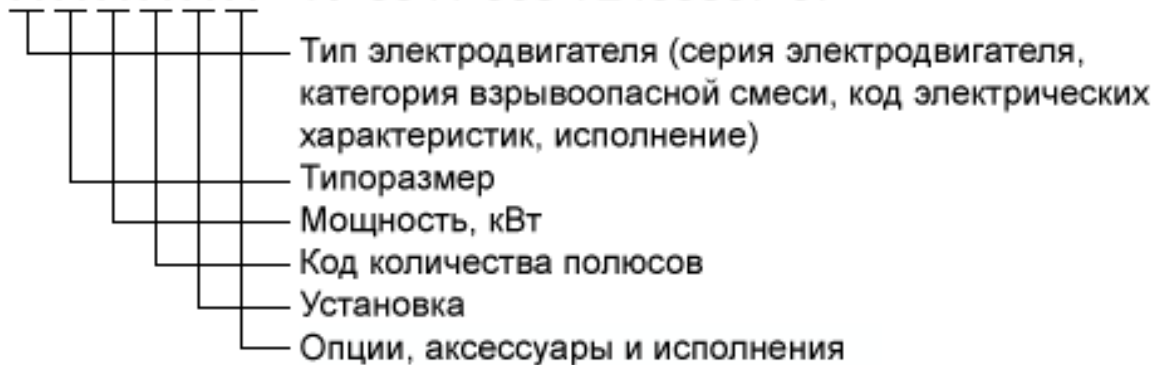 Тип электродвигателя (серия электродвигателя,
категория взрывоопасной смеси, код электрических
характеристик, исполнение)
Типоразмер
Мощность, кВт
Код количества полюсов
Установка
Опции, аксессуары и исполнения